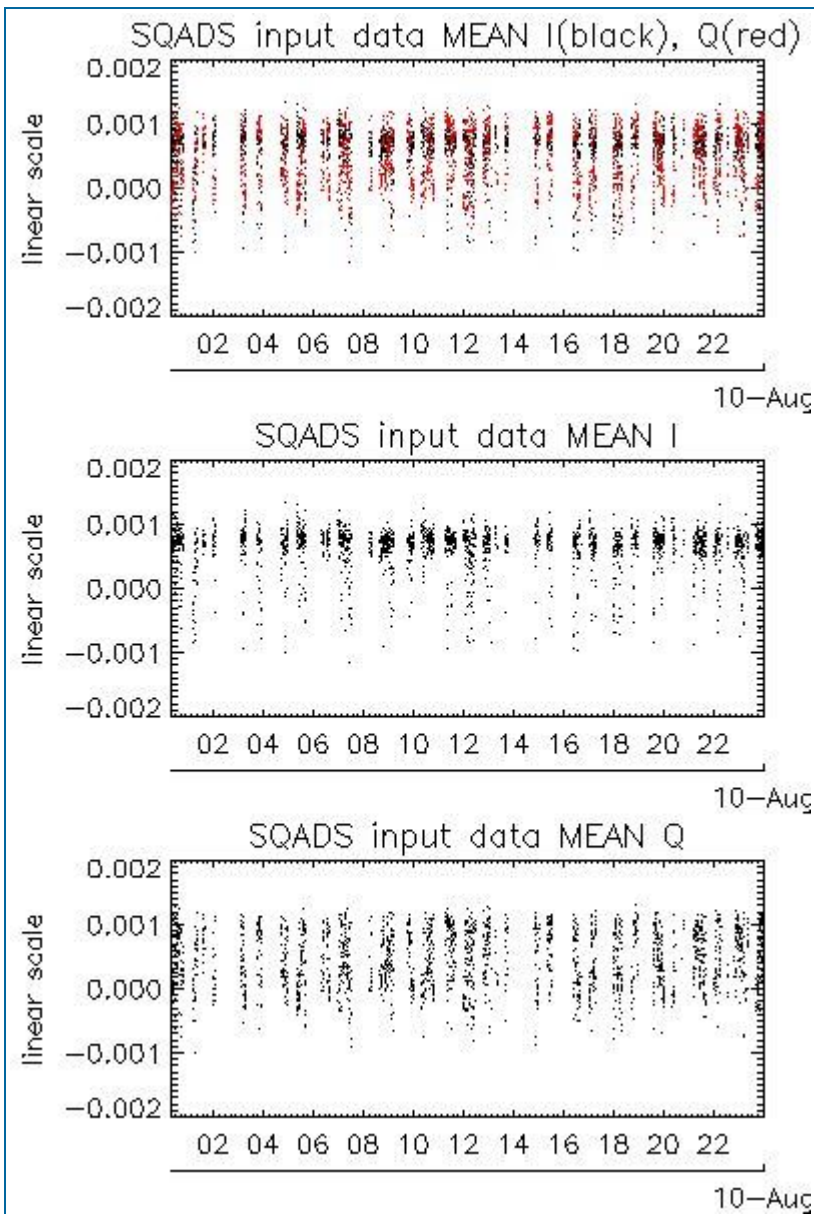 SQADS input data MEAN I(black), Q(red)
0.002
0.001
0.000
-0.001
-0.002
linear scale
02 04 06 08 10 12 14 16 18 20 22
10-Aug
SQADS input data MEAN I
0.002
0.001
0.000
-0.001
-0.002
linear scale
02 04 06 08 10 12 14 16 18 20 22
10-Aug
SQADS input data MEAN Q
0.002
0.001
0.000
-0.001
-0.002
linear scale
02 04 06 08 10 12 14 16 18 20 22
10-Aug